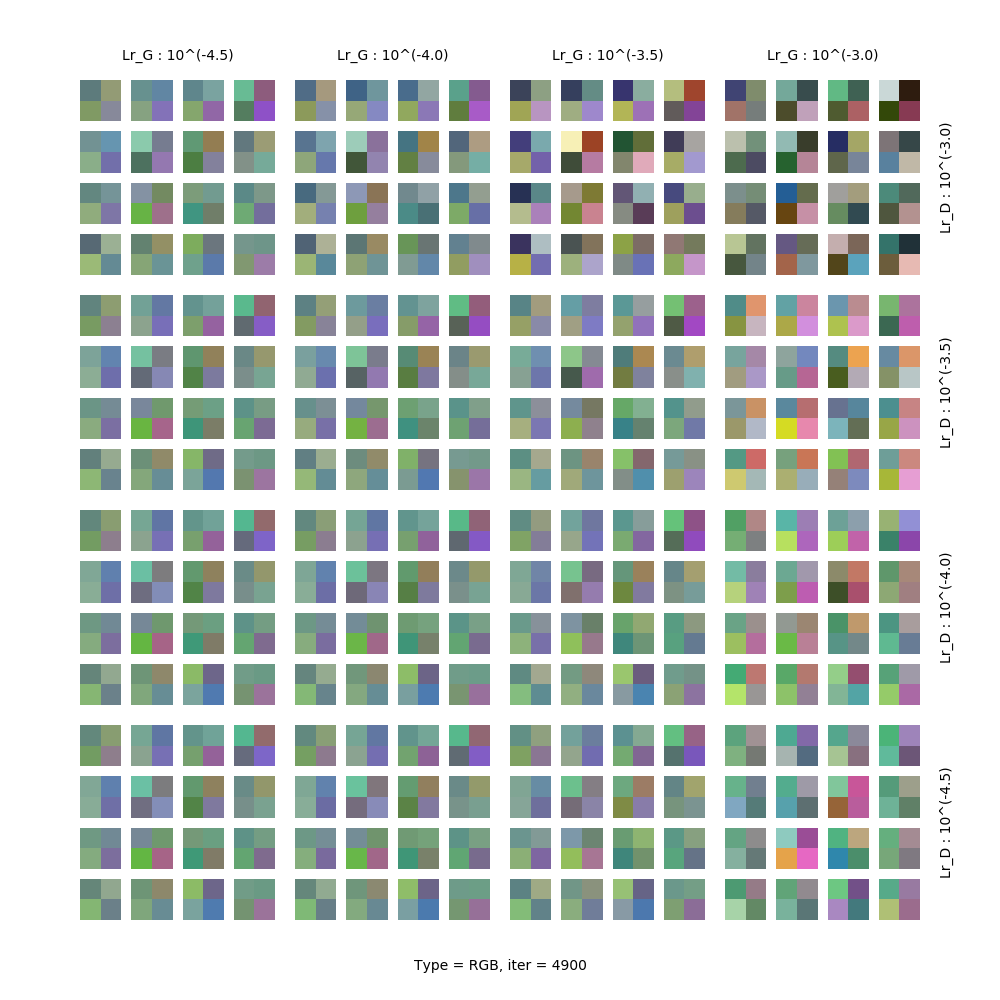 Lr_G : 10^(-4.5)
Lr_G : 10^(-4.0)
Lr_G : 10^(-3.5)
Lr_G : 10^(-3.0)
Lr_D : 10^(-3.0)
Lr_D : 10^(-3.5)
Lr_D : 10^(-4.0)
Lr_D : 10^(-4.5)
Type = RGB, iter = 4900